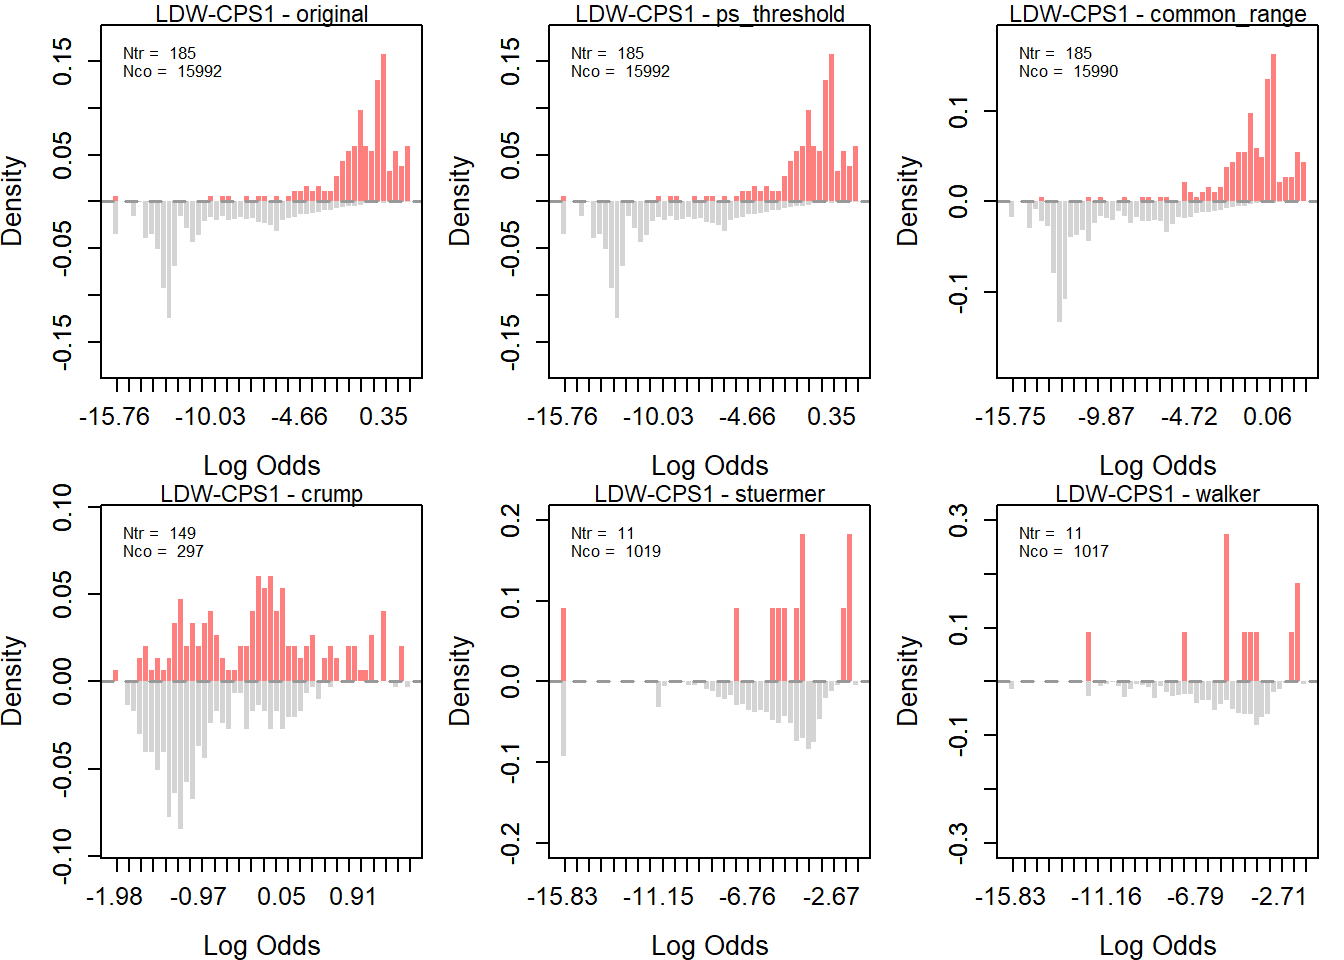 LDW-CPS1 - original
Ntr = 185
Nco = 15992
0.15
0.05
-0.05
-0.15
Density
-15.76 -10.03 -4.66 0.35
Log Odds
LDW-CPS1 - ps_threshold
Ntr = 185
Nco = 15992
0.15
0.05
-0.05
-0.15
Density
-15.76 -10.03 -4.66 0.35
Log Odds
LDW-CPS1 - common_range
Ntr = 185
Nco = 15990
0.1
0.0
-0.1
Density
-15.75 -9.87 -4.72 0.06
Log Odds
LDW-CPS1 - crump
Ntr = 149
Nco = 297
0.10
0.05
0.00
-0.05
-0.10
Density
-1.98 -0.97 0.05 0.91
Log Odds
LDW-CPS1 - stuermer
Ntr = 11
Nco = 1019
0.2
0.1
0.0
-0.1
-0.2
Density
-15.83 -11.15 -6.76 -2.67
Log Odds
LDW-CPS1 - walker
Ntr = 11
Nco = 1017
0.3
0.1
-0.1
-0.3
Density
-15.83 -11.16 -6.79 -2.71
Log Odds